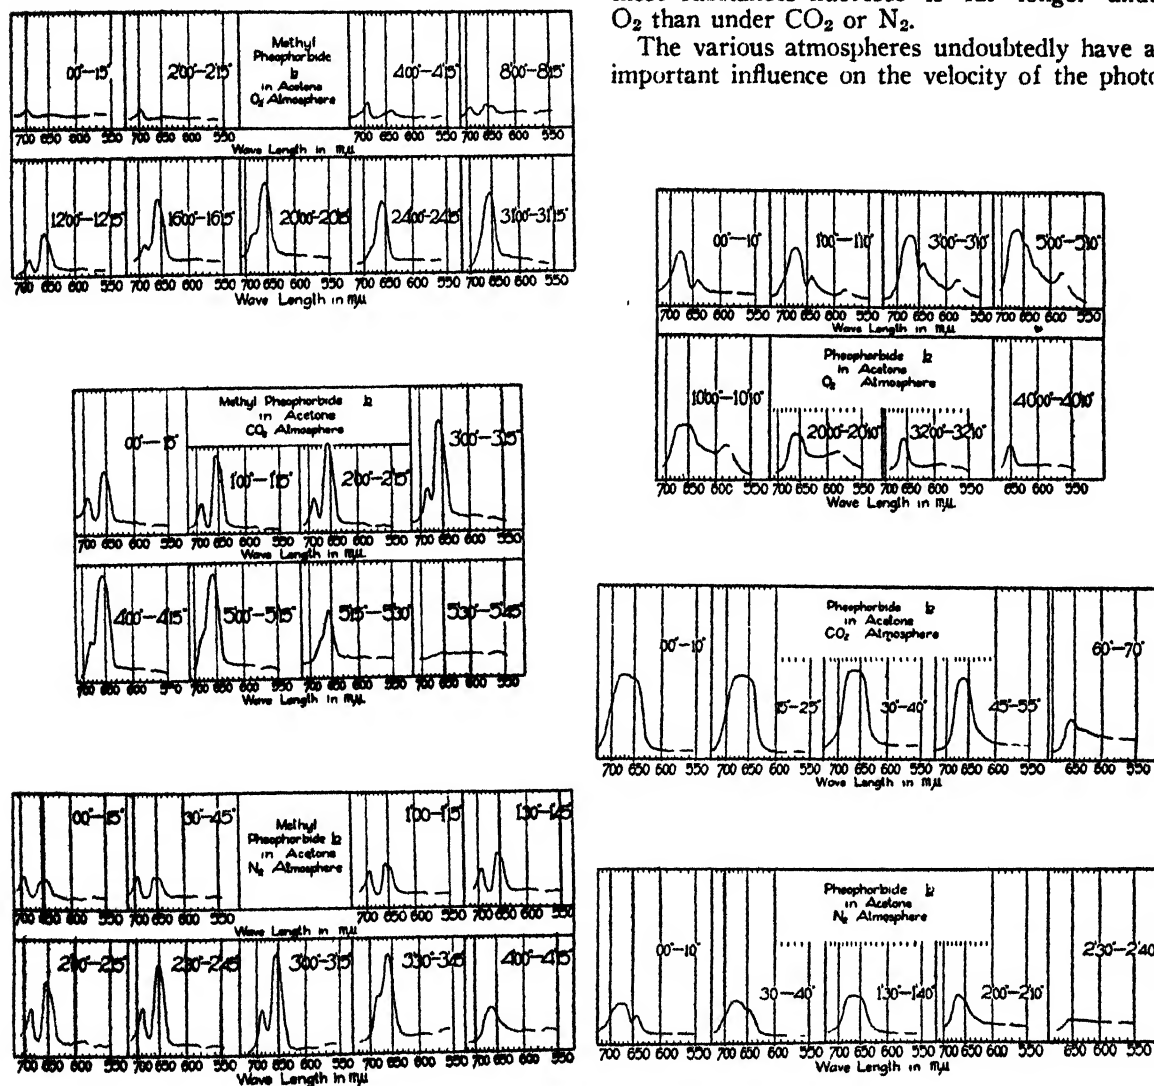 O₂ than under CO₂ or N₂.
The various atmospheres undoubtedly have a
important influence on the velocity of the photo
Methyl
Pheophorbide b
in Acetone
O₂ Atmosphere
0'0"-15" 2'00"-2'15" 4'00"-4'15" 8'00"-8'15"
700 650 600 550 700 650 600 550 700 650 600 550 700 650 600 550
Wave Length in mµ
12'00"-12'15" 16'00"-16'15" 20'00"-20'15" 24'00"-24'15" 31'00"-31'15"
700 650 600 550 700 650 600 550 700 650 600 550 700 650 600 550 700 650 600 550
Wave Length in mµ
Methyl Pheophorbide b
in Acetone
CO₂ Atmosphere
0'0"-15" 1'00"-1'15" 2'00"-2'15" 3'00"-3'15"
700 650 600 550 700 650 600 550 700 650 600 550 700 650 600 550
Wave Length in mµ
4'00"-4'15" 5'00"-5'15" 5'15"-5'30" 5'30"-5'45"
700 650 600 550 700 650 600 550 700 650 600 550 700 650 600 550
Wave Length in mµ
Methyl
Pheophorbide b
in Acetone
N₂ Atmosphere
0'0"-15" 30"-45" 1'00"-1'15" 1'30"-1'45"
700 650 600 550 700 650 600 550 700 650 600 550 700 650 600 550
Wave Length in mµ
2'00"-2'15" 2'30"-2'45" 3'00"-3'15" 3'30"-3'45" 4'00"-4'15"
700 650 600 550 700 650 600 550 700 650 600 550 700 650 600 550 700 650 600 550
Wave Length in mµ
0'0"-10" 1'00"-1'10" 3'00"-3'10" 5'00"-5'10"
700 650 600 550 700 650 600 550 700 650 600 550 700 650 600 550
Wave Length in mµ
Pheophorbide b
in Acetone
O₂ Atmosphere
10'00"-10'10" 20'00"-20'10" 32'00"-32'10" 40'00"-40'10"
700 650 600 550 700 650 600 550 700 650 600 550 650 600 550
Wave Length in mµ
Pheophorbide b
in Acetone
CO₂ Atmosphere
0'0"-10" 15"-25" 30"-40" 45"-55" 60"-70"
700 650 600 550 700 650 600 550 700 650 600 550 700 650 600 550 650 600 550
Wave Length in mµ
Pheophorbide b
in Acetone
N₂ Atmosphere
0'0"-10" 30"-40" 1'30"-1'40" 2'00"-2'10" 2'30"-2'40
700 650 600 550 700 650 600 550 700 650 600 550 700 650 600 550 650 600 550
Wave Length in mµ